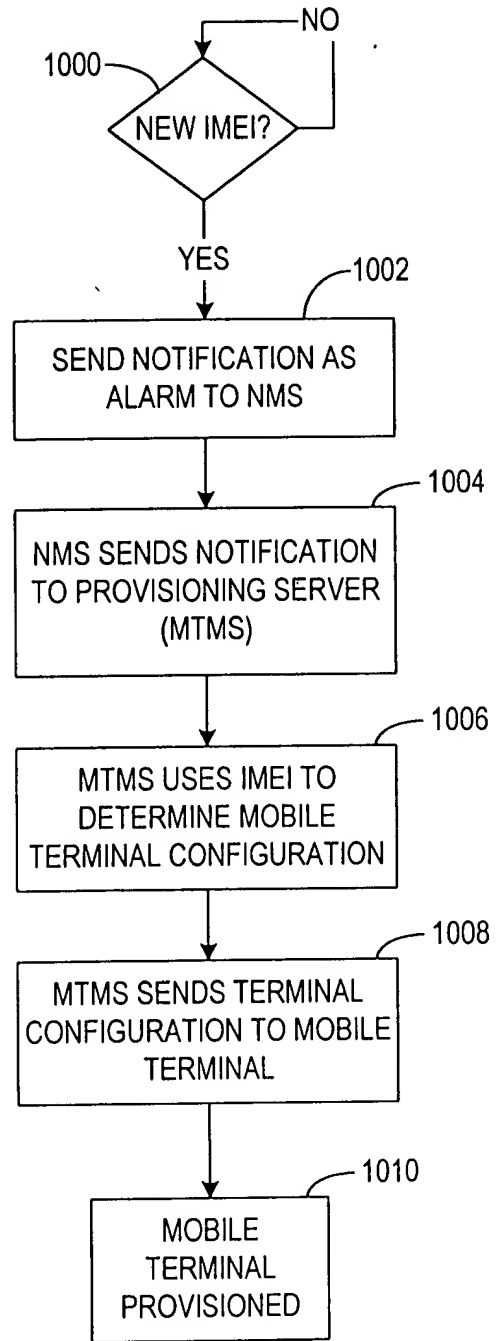 NO
1000
NEW IMEI?
YES
1002
SEND NOTIFICATION AS
ALARM TO NMS
1004
NMS SENDS NOTIFICATION
TO PROVISIONING SERVER
(MTMS)
1006
MTMS USES IMEI TO
DETERMINE MOBILE
TERMINAL CONFIGURATION
1008
MTMS SENDS TERMINAL
CONFIGURATION TO MOBILE
TERMINAL
1010
MOBILE
TERMINAL
PROVISIONED